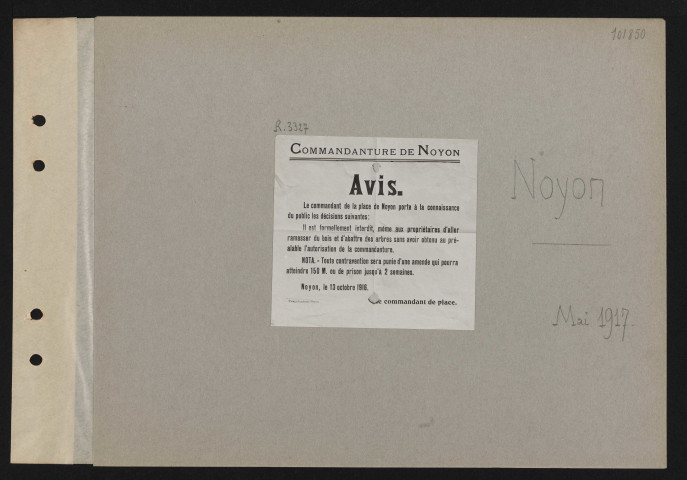 101850
R.3327
COMMANDANTURE DE NOYON
Avis.
Le commandant de la place de Noyon porte à la connaissance
du public les décisions suivantes:
Il est formellement interdit, même aux propriétaires d'aller
ramasser du bois et d'abattre des arbres sans avoir obtenu au pré-
alable l'autorisation de la commandanture.
NOTA. - Toute contravention sera punie d'une amende qui pourra
atteindre 150 M. ou de prison jusqu'à 2 semaines.
Noyon, le 13 octobre 1916.
Le commandant de place.
Noyon
Mai 1917.